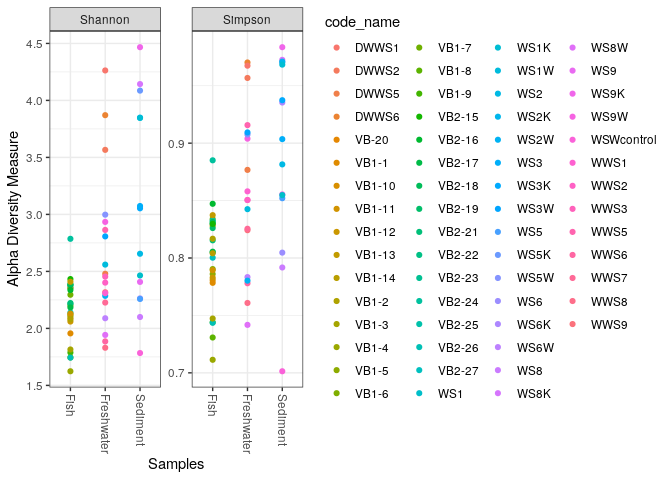 Shannon
Simpson
Alpha Diversity Measure
4.5
4.0
3.5
3.0
2.5
2.0
1.5
0.9
0.8
0.7
Fish
Freshwater
Sediment
Fish
Freshwater
Sediment
Samples
code_name
DWWS1
DWWS2
DWWS5
DWWS6
VB-20
VB1-1
VB1-10
VB1-11
VB1-12
VB1-13
VB1-14
VB1-2
VB1-3
VB1-4
VB1-5
VB1-6
VB1-7
VB1-8
VB1-9
VB2-15
VB2-16
VB2-17
VB2-18
VB2-19
VB2-21
VB2-22
VB2-23
VB2-24
VB2-25
VB2-26
VB2-27
WS1
WS1K
WS1W
WS2
WS2K
WS2W
WS3
WS3K
WS3W
WS5
WS5K
WS5W
WS6
WS6K
WS6W
WS8
WS8K
WS8W
WS9
WS9K
WS9W
WSWcontrol
WWS1
WWS2
WWS3
WWS5
WWS6
WWS7
WWS8
WWS9